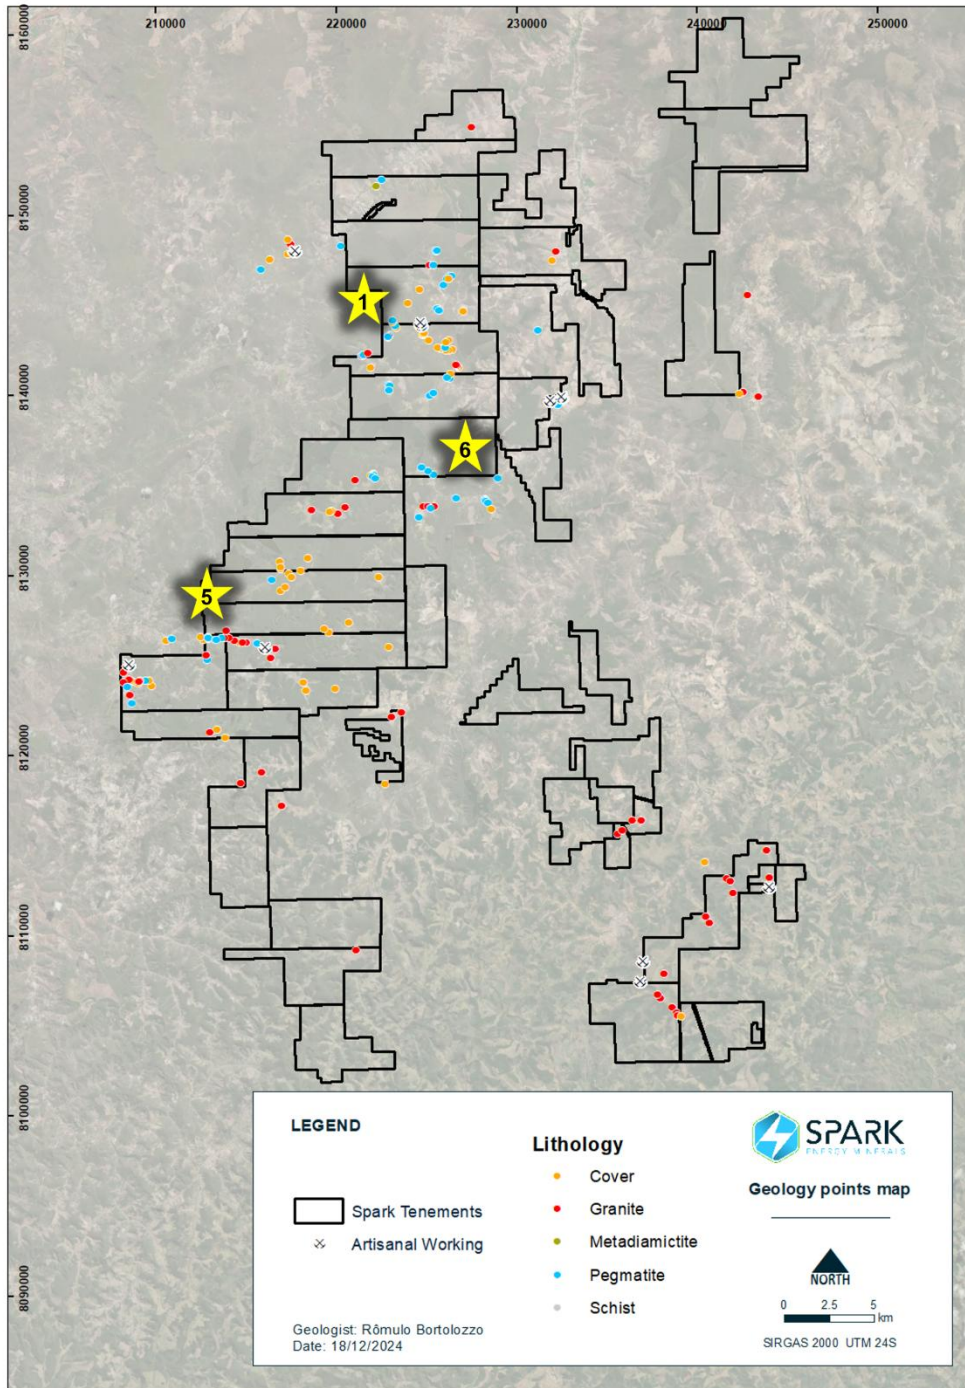 210000
220000
230000
240000
250000
8160000
8150000
8140000
8130000
8120000
8110000
8100000
8090000
1
6
5
LEGEND
Spark Tenements
Artisanal Working
Geologist: Rômulo Bortolozzo
Date: 18/12/2024
Lithology
Cover
Granite
Metadiamictite
Pegmatite
Schist
SPARK
ENERGY MINERALS
Geology points map
NORTH
0 2.5 5
km
SIRGAS 2000 UTM 24S